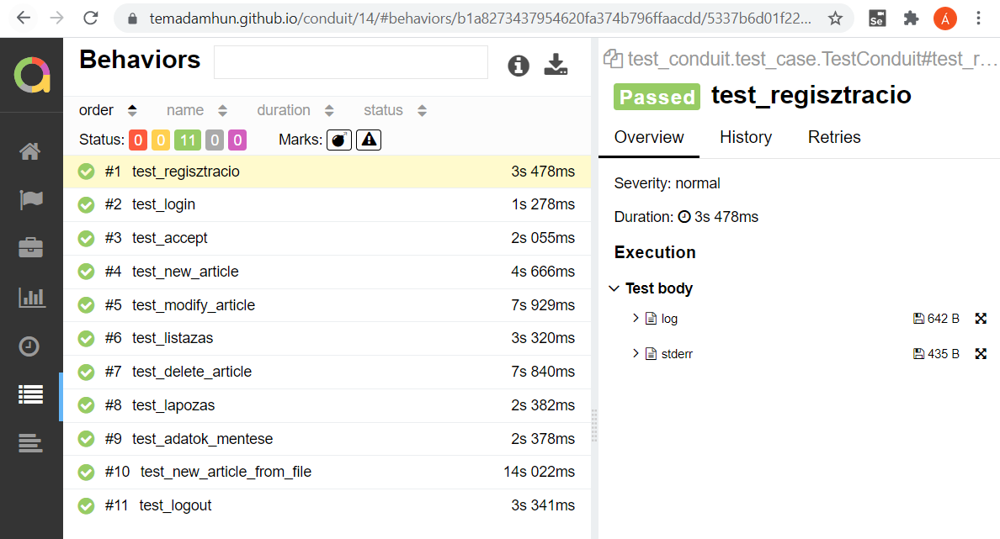 temadamhun.github.io/conduit/14/#behaviors/b1a8273437954620fa374b796ffaacdd/5337b6d01f22...
Se
Á
Behaviors
order name duration status
Status: 0 0 11 0 0 Marks:
#1 test_regisztracio 3s 478ms
#2 test_login 1s 278ms
#3 test_accept 2s 055ms
#4 test_new_article 4s 666ms
#5 test_modify_article 7s 929ms
#6 test_listazas 3s 320ms
#7 test_delete_article 7s 840ms
#8 test_lapozas 2s 382ms
#9 test_adatok_mentese 2s 378ms
#10 test_new_article_from_file 14s 022ms
#11 test_logout 3s 341ms
test_conduit.test_case.TestConduit#test_r...
Passed test_regisztracio
Overview History Retries
Severity: normal
Duration: 3s 478ms
Execution
Test body
log 642 B
stderr 435 B